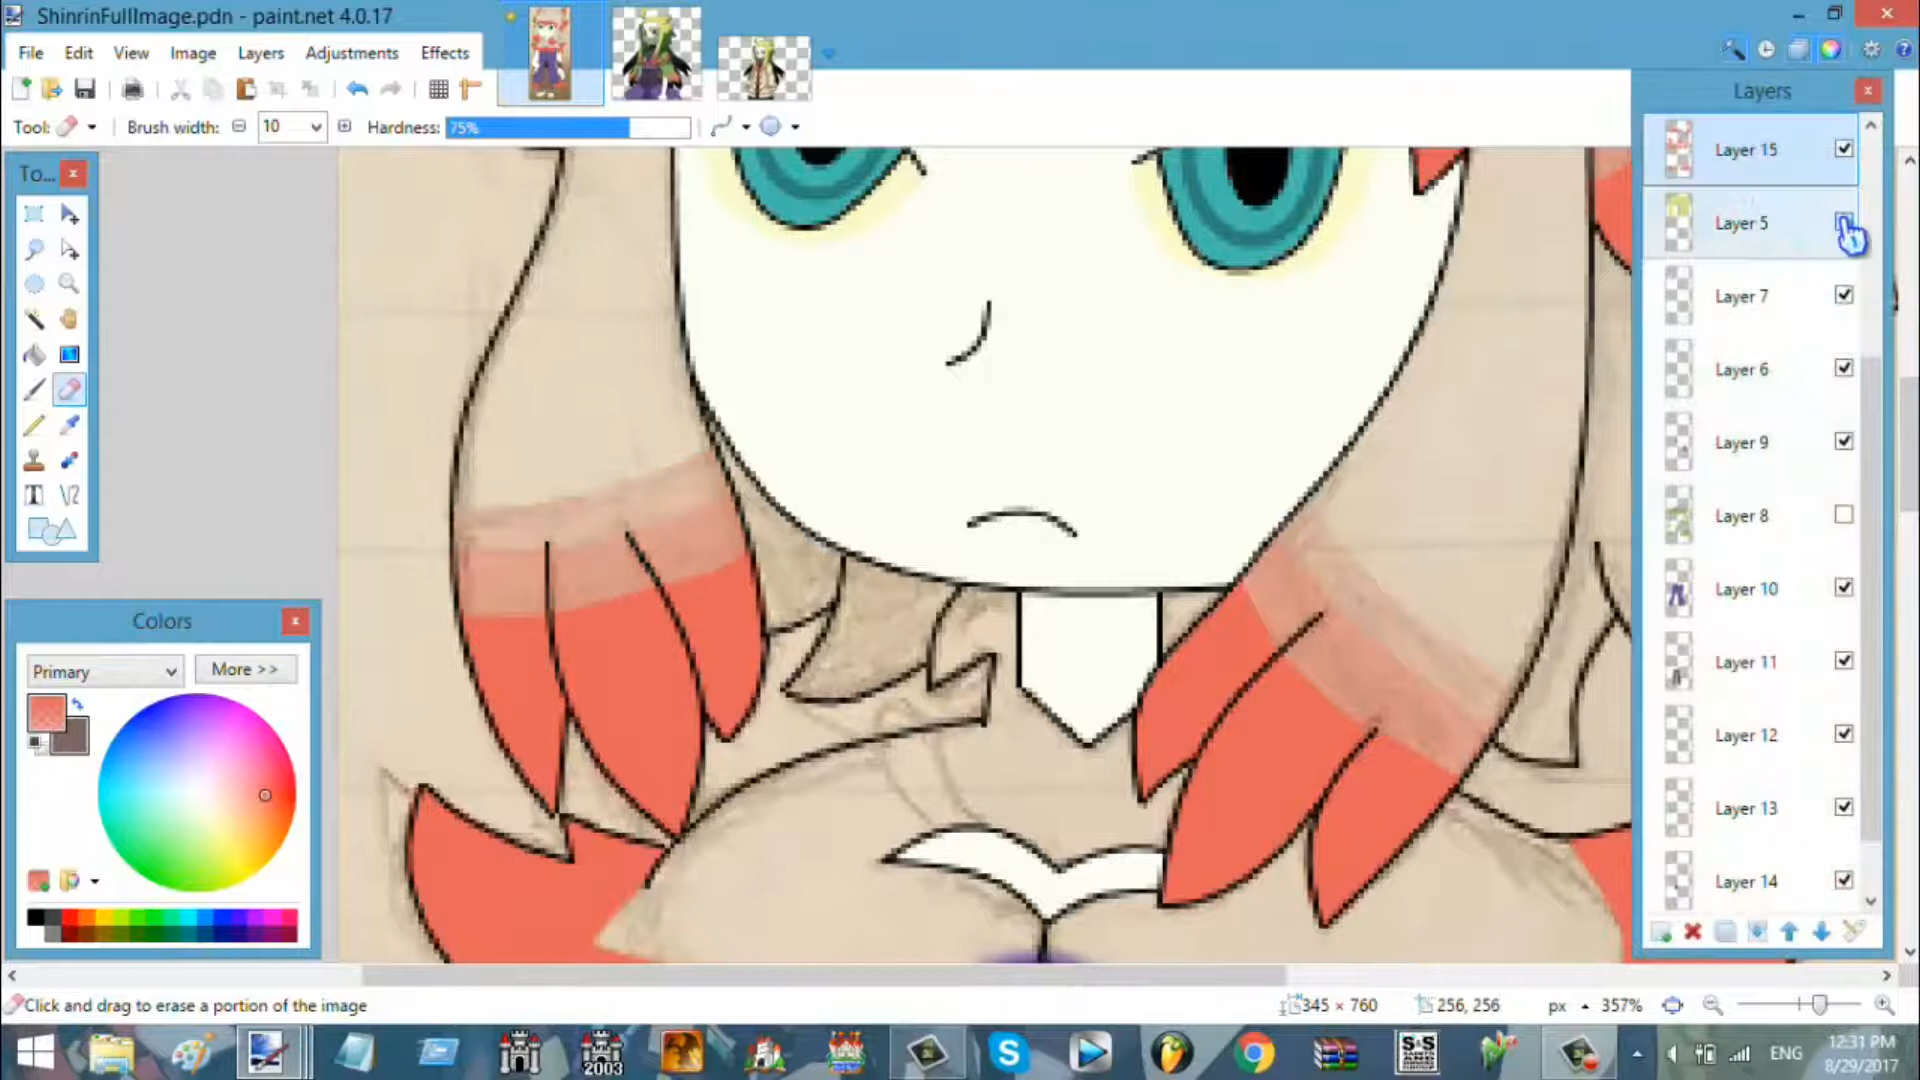 ShinrinFullImage.pdn - paint.net 4.0.17
File Edit View Image Layers Adjustments Effects
Tool: Brush width: 10 Hardness: 75%
To...
Layers
Layer 15
Layer 5
Layer 7
Layer 6
Layer 9
Layer 8
Layer 10
Layer 11
Layer 12
Layer 13
Layer 14
Colors
Primary More >>
Click and drag to erase a portion of the image
345 × 760 256, 256 px 357%
2003
S&S
ENG
12:31 PM
8/29/2017